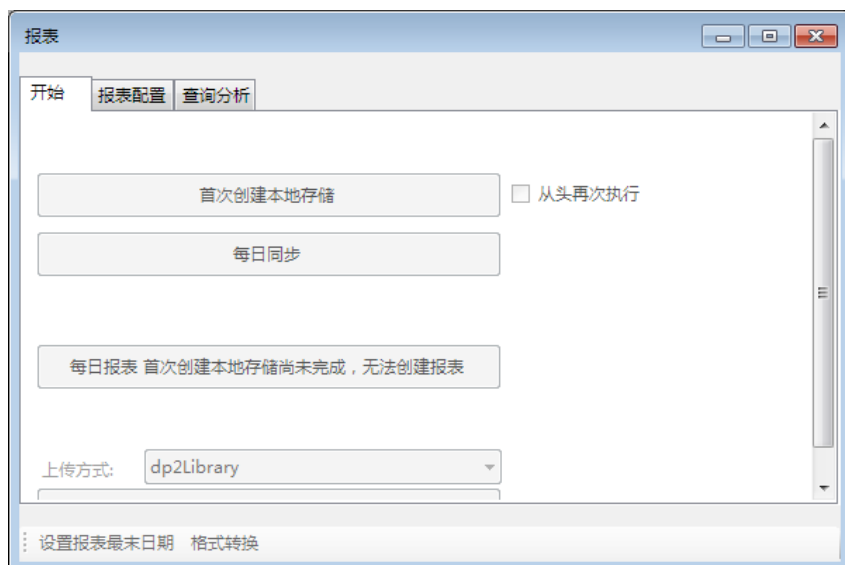 报表
开始 报表配置 查询分析
首次创建本地存储 从头再次执行
每日同步
每日报表 首次创建本地存储尚未完成，无法创建报表
上传方式: dp2Library
设置报表最末日期 格式转换